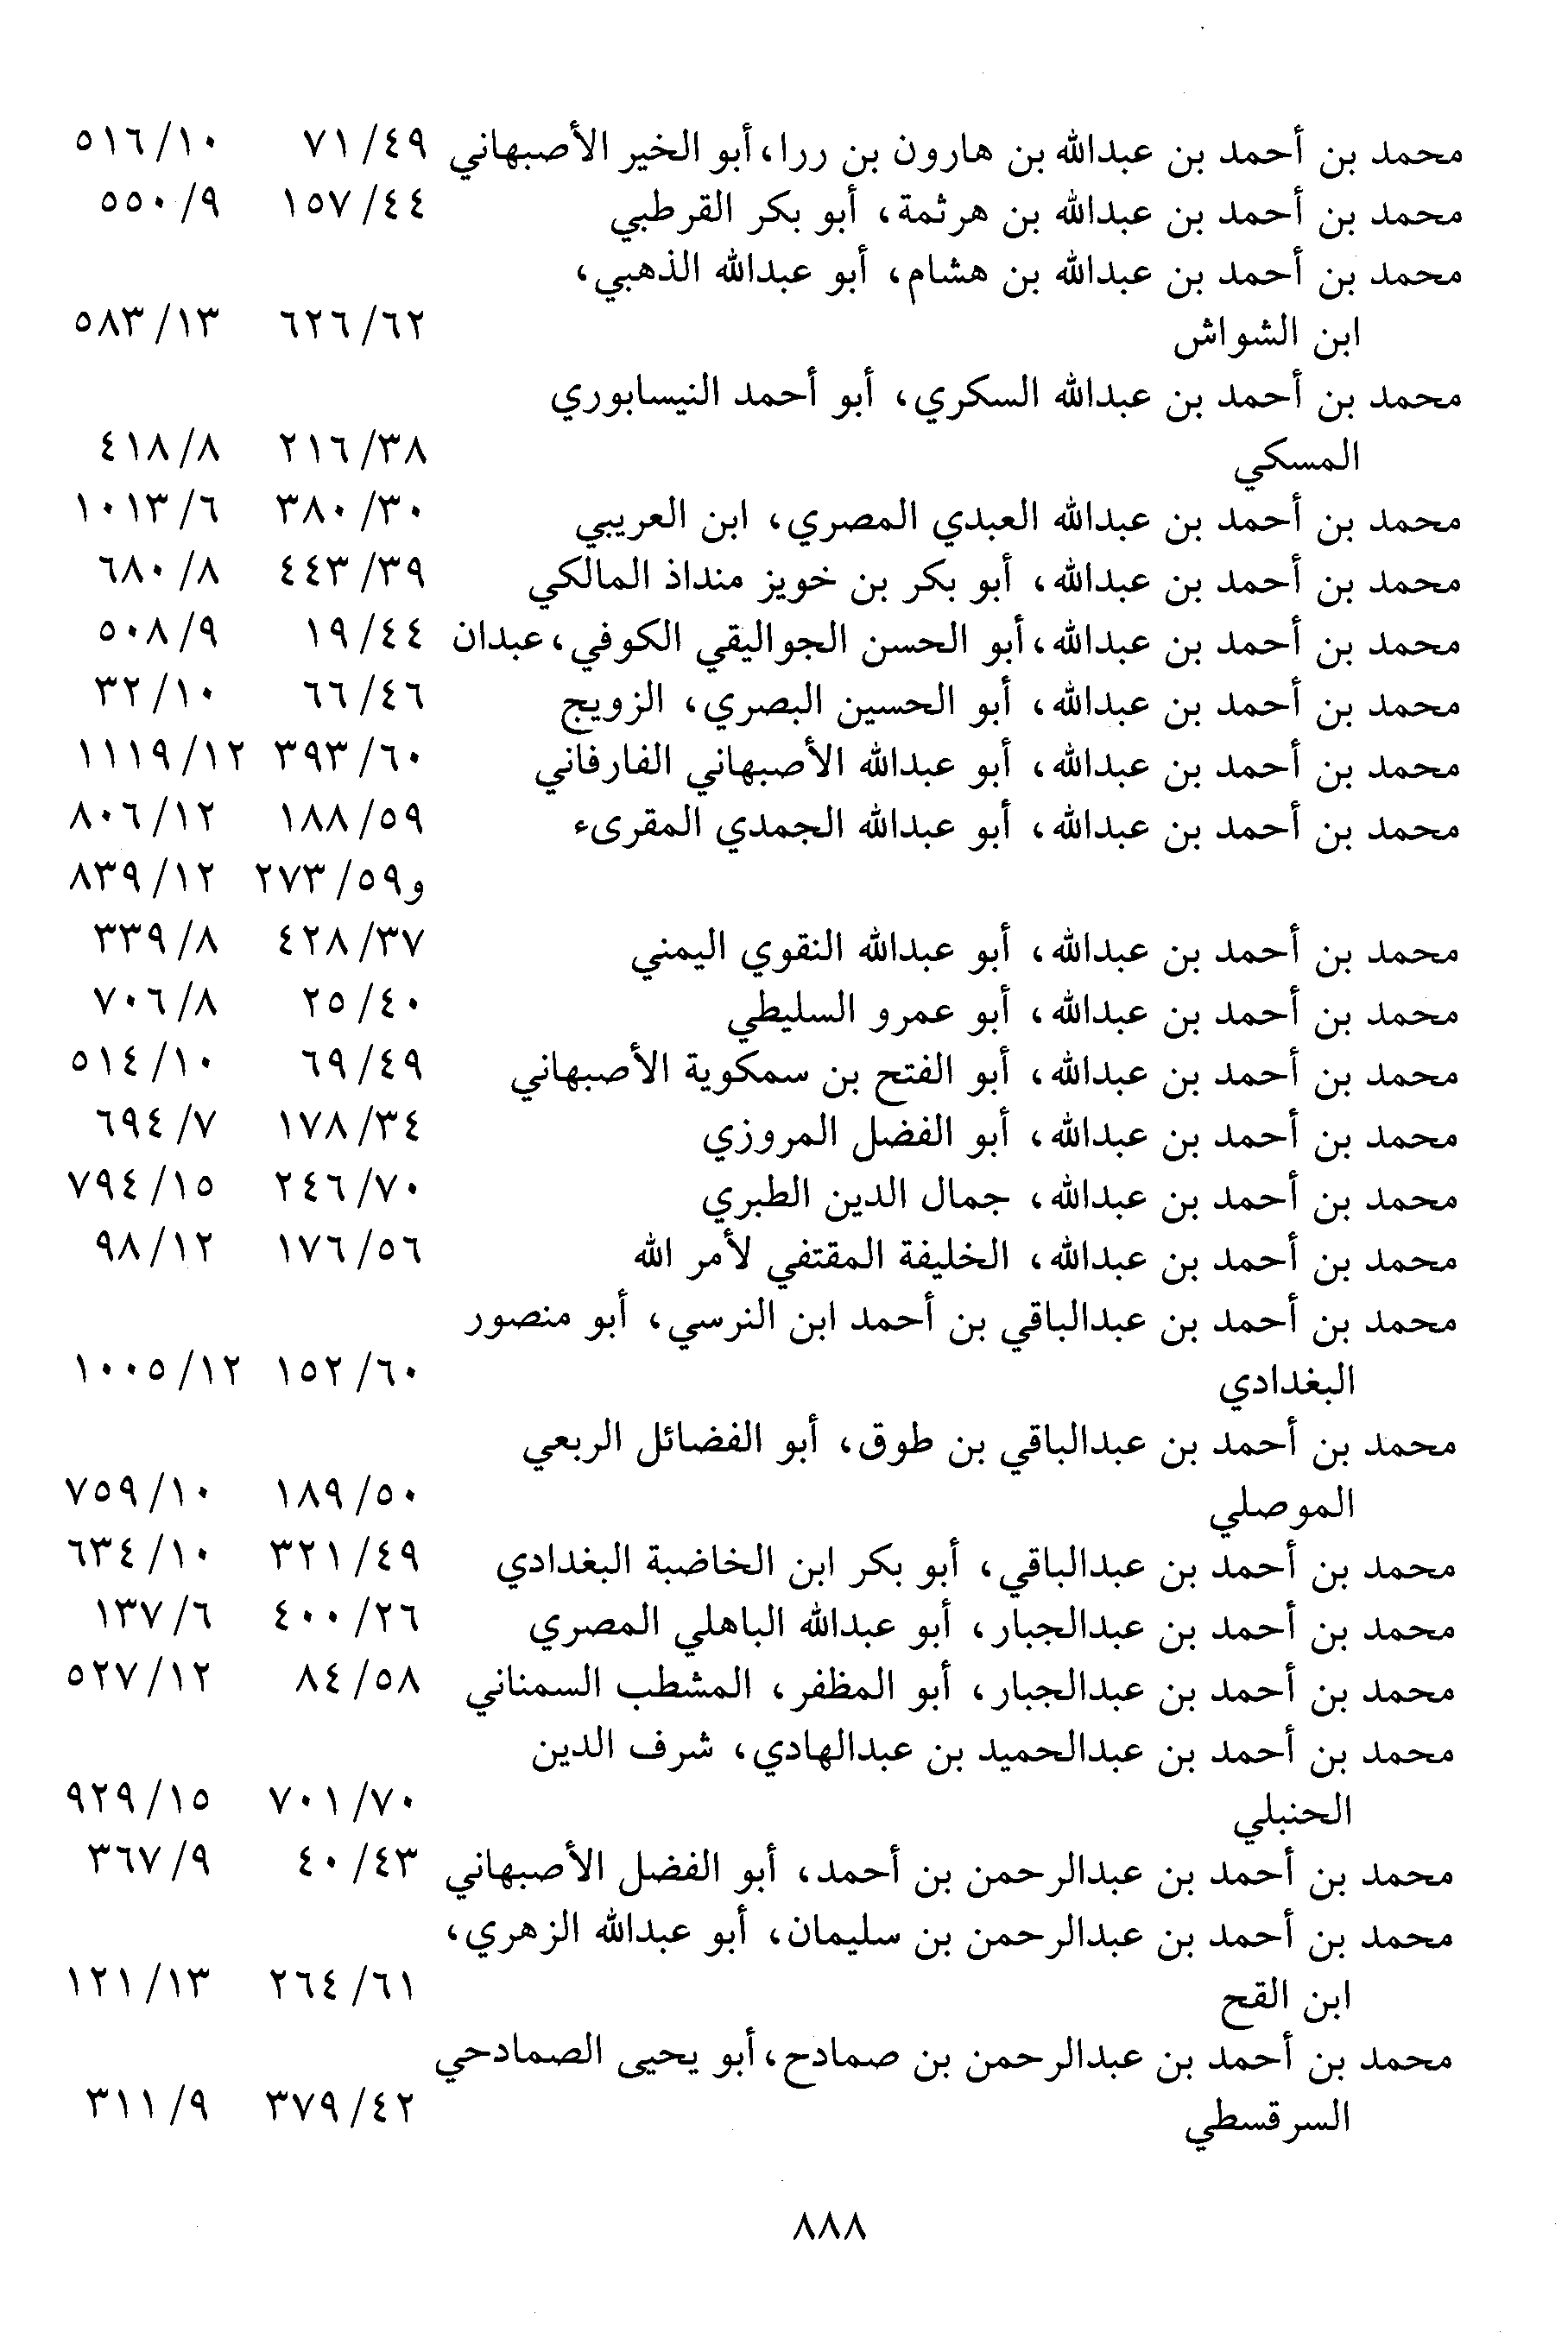 محمد بن أحمد بن عبدالله بن هارون بن ررا، أبو الخير الأصبهاني ٧١/٤٩ ٥١٦/١٠
محمد بن أحمد بن عبدالله بن هرثمة، أبو بكر القرطبي ١٥٧/٤٤ ٥٥٠/٩
محمد بن أحمد بن عبدالله بن هشام، أبو عبدالله الذهبي،
ابن الشواش ٦٢٦/٦٢ ٥٨٣/١٣
محمد بن أحمد بن عبدالله السكري، أبو أحمد النيسابوري
المسكي ٢١٦/٣٨ ٤١٨/٨
محمد بن أحمد بن عبدالله العبدي المصري، ابن العريبي ٣٨٠/٣٠ ١٠١٣/٦
محمد بن أحمد بن عبدالله، أبو بكر بن خويز منداذ المالكي ٤٤٣/٣٩ ٦٨٠/٨
محمد بن أحمد بن عبدالله، أبو الحسن الجواليقي الكوفي، عبدان ١٩/٤٤ ٥٠٨/٩
محمد بن أحمد بن عبدالله، أبو الحسين البصري، الزويج ٦٦/٤٦ ٣٢/١٠
محمد بن أحمد بن عبدالله، أبو عبدالله الأصبهاني الفارفاني ٣٩٣/٦٠ ١١١٩/١٢
محمد بن أحمد بن عبدالله، أبو عبدالله الجمدي المقرىء ١٨٨/٥٩ ٨٠٦/١٢
و٢٧٣/٥٩ ٨٣٩/١٢
محمد بن أحمد بن عبدالله، أبو عبدالله النقوي اليمني ٤٢٨/٣٧ ٣٣٩/٨
محمد بن أحمد بن عبدالله، أبو عمرو السليطي ٢٥/٤٠ ٧٠٦/٨
محمد بن أحمد بن عبدالله، أبو الفتح بن سمكوية الأصبهاني ٦٩/٤٩ ٥١٤/١٠
محمد بن أحمد بن عبدالله، أبو الفضل المروزي ١٧٨/٣٤ ٦٩٤/٧
محمد بن أحمد بن عبدالله، جمال الدين الطبري ٢٤٦/٧٠ ٧٩٤/١٥
محمد بن أحمد بن عبدالله، الخليفة المقتفي لأمر الله ١٧٦/٥٦ ٩٨/١٢
محمد بن أحمد بن عبدالباقي بن أحمد ابن النرسي، أبو منصور
البغدادي ١٥٢/٦٠ ١٠٠٥/١٢
محمد بن أحمد بن عبدالباقي بن طوق، أبو الفضائل الربعي
الموصلي ١٨٩/٥٠ ٧٥٩/١٠
محمد بن أحمد بن عبدالباقي، أبو بكر ابن الخاضبة البغدادي ٣٢١/٤٩ ٦٣٤/١٠
محمد بن أحمد بن عبدالجبار، أبو عبدالله الباهلي المصري ٤٠٠/٢٦ ١٣٧/٦
محمد بن أحمد بن عبدالجبار، أبو المظفر، المشطب السمناني ٨٤/٥٨ ٥٢٧/١٢
محمد بن أحمد بن عبدالحميد بن عبدالهادي، شرف الدين
الحنبلي ٧٠١/٧٠ ٩٢٩/١٥
محمد بن أحمد بن عبدالرحمن بن أحمد، أبو الفضل الأصبهاني ٤٠/٤٣ ٣٦٧/٩
محمد بن أحمد بن عبدالرحمن بن سليمان، أبو عبدالله الزهري،
ابن القح ٢٦٤/٦١ ١٢١/١٣
محمد بن أحمد بن عبدالرحمن بن صمادح، أبو يحيى الصمادحي
السرقسطي ٣٧٩/٤٢ ٣١١/٩
٨٨٨